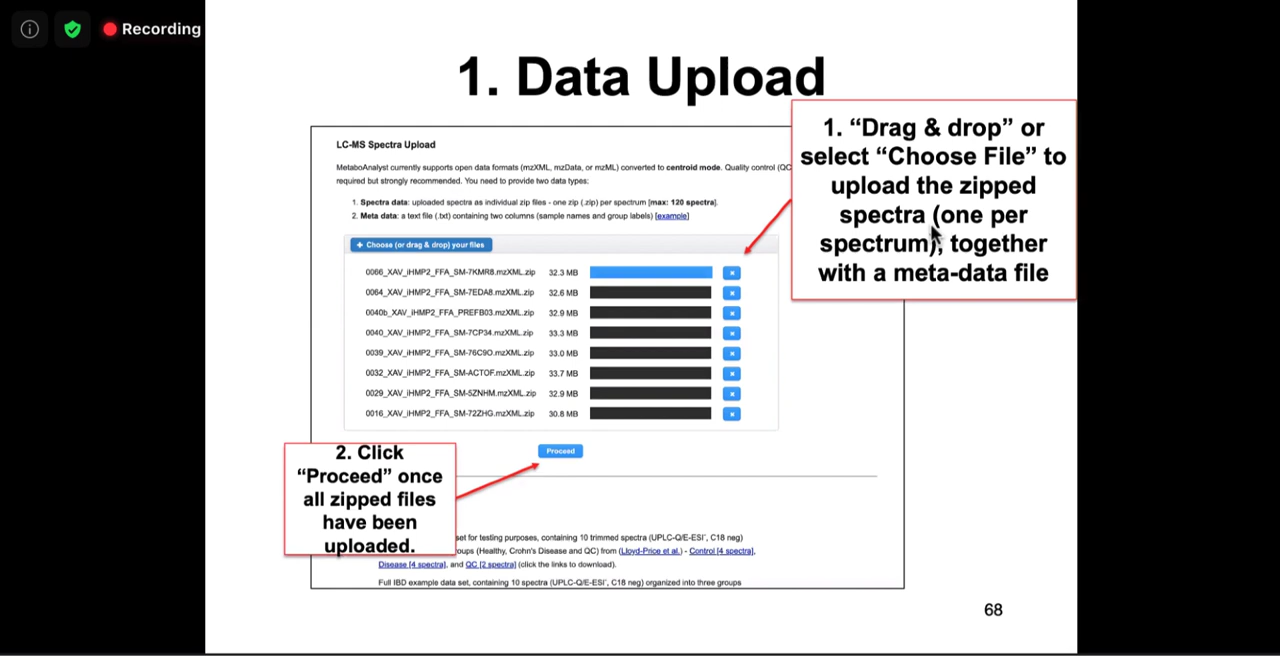 Recording
1. Data Upload
LC-MS Spectra Upload
MetaboAnalyst currently supports open data formats (mzXML, mzData, or mzML) converted to centroid mode. Quality control (QC
required but strongly recommended. You need to provide two data types:
1. Spectra data: uploaded spectra as individual zip files - one zip (.zip) per spectrum [max: 120 spectra].
2. Meta data: a text file (.txt) containing two columns (sample names and group labels) [example]
1. “Drag & drop” or
select “Choose File” to
upload the zipped
spectra (one per
spectrum), together
with a meta-data file
Choose (or drag & drop) your files
0066_XAV_iHMP2_FFA_SM-7KMR8.mzXML.zip 32.3 MB
0064_XAV_iHMP2_FFA_SM-7EDA8.mzXML.zip 32.6 MB
0040b_XAV_iHMP2_FFA_PREFB03.mzXML.zip 32.9 MB
0040_XAV_iHMP2_FFA_SM-7CP34.mzXML.zip 33.3 MB
0039_XAV_iHMP2_FFA_SM-76C9O.mzXML.zip 33.0 MB
0032_XAV_iHMP2_FFA_SM-ACTOF.mzXML.zip 33.7 MB
0029_XAV_iHMP2_FFA_SM-5ZNHM.mzXML.zip 32.9 MB
0016_XAV_iHMP2_FFA_SM-72ZHG.mzXML.zip 30.8 MB
Proceed
2. Click
“Proceed” once
all zipped files
have been
uploaded.
set for testing purposes, containing 10 trimmed spectra (UPLC-Q/E-ESI-, C18 neg)
oups (Healthy, Crohn's Disease and QC) from (Lloyd-Price et al.) - Control [4 spectra],
Disease [4 spectra], and QC [2 spectra] (click the links to download).
Full IBD example data set, containing 10 spectra (UPLC-Q/E-ESI-, C18 neg) organized into three groups
68